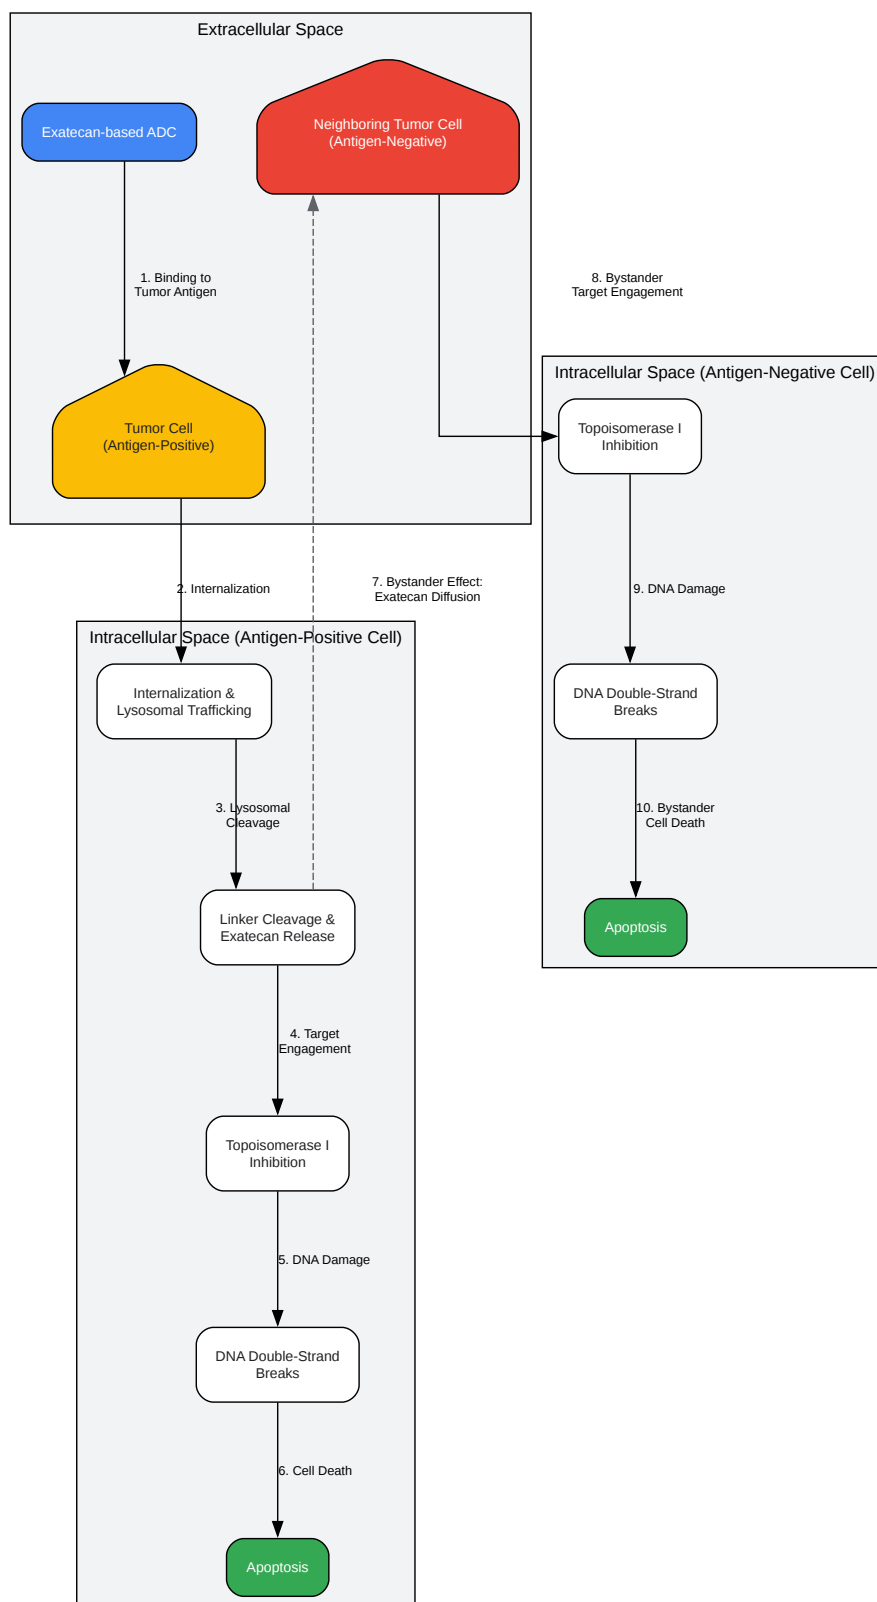 Extracellular Space
Exatecan-based ADC
Neighboring Tumor Cell
(Antigen-Negative)
1. Binding to
Tumor Antigen
8. Bystander
Target Engagement
Tumor Cell
(Antigen-Positive)
Intracellular Space (Antigen-Negative Cell)
Topoisomerase I
Inhibition
2. Internalization
7. Bystander Effect:
Exatecan Diffusion
9. DNA Damage
Intracellular Space (Antigen-Positive Cell)
Internalization &
Lysosomal Trafficking
DNA Double-Strand
Breaks
3. Lysosomal
Cleavage
10. Bystander
Cell Death
Linker Cleavage &
Exatecan Release
Apoptosis
4. Target
Engagement
Topoisomerase I
Inhibition
5. DNA Damage
DNA Double-Strand
Breaks
6. Cell Death
Apoptosis